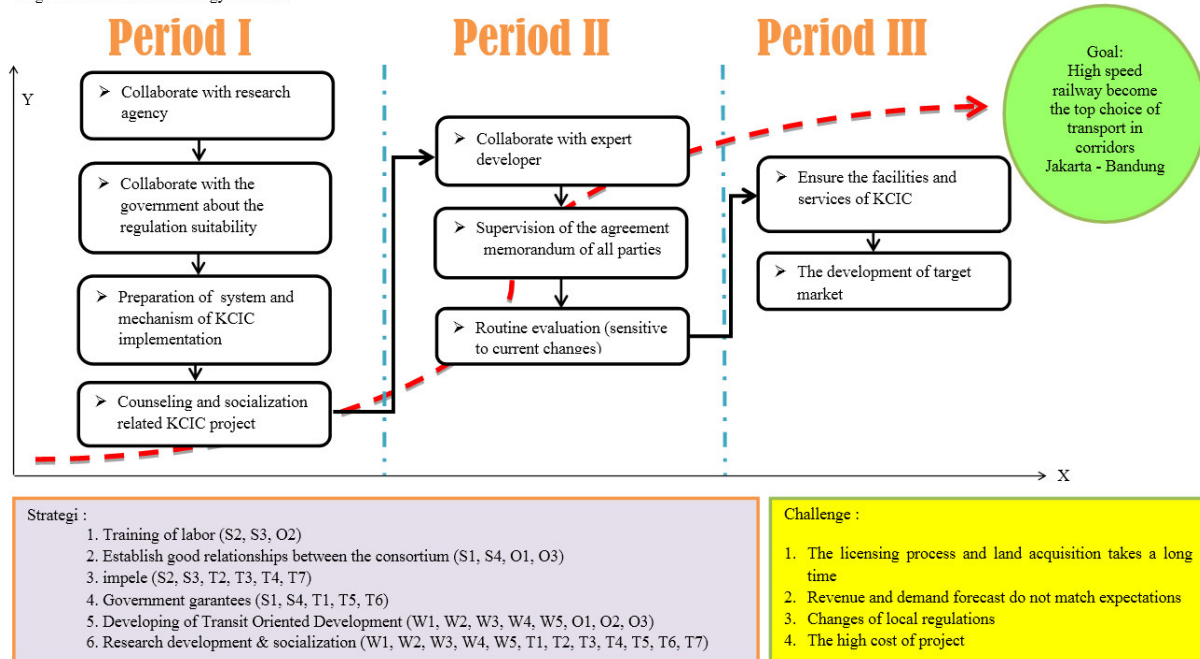 Period I
Period II
Period III
Y
➢ Collaborate with research
agency
➢ Collaborate with the
government about the
regulation suitability
➢ Preparation of system and
mechanism of KCIC
implementation
➢ Counseling and socialization
related KCIC project
➢ Collaborate with expert
developer
➢ Supervision of the agreement
memorandum of all parties
➢ Routine evaluation (sensitive
to current changes)
➢ Ensure the facilities and
services of KCIC
➢ The development of target
market
Goal:
High speed
railway become
the top choice of
transport in
corridors
Jakarta - Bandung
X
Strategi :
1. Training of labor (S2, S3, O2)
2. Establish good relationships between the consortium (S1, S4, O1, O3)
3. impele (S2, S3, T2, T3, T4, T7)
4. Government garantees (S1, S4, T1, T5, T6)
5. Developing of Transit Oriented Development (W1, W2, W3, W4, W5, O1, O2, O3)
6. Research development & socialization (W1, W2, W3, W4, W5, T1, T2, T3, T4, T5, T6, T7)
Challenge :
1. The licensing process and land acquisition takes a long
time
2. Revenue and demand forecast do not match expectations
3. Changes of local regulations
4. The high cost of project